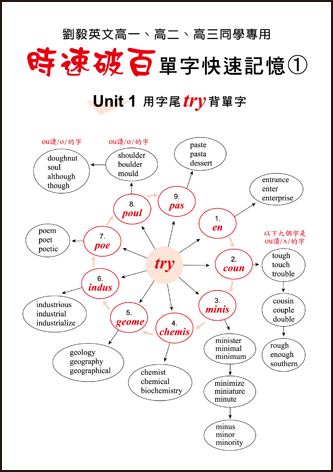 劉毅英文高一、高二、高三同學專用
時速破百單字快速記憶①
Unit 1 用字尾try背單字
try
1.
en
entrance
enter
enterprise
2.
coun
以下九個字是
ou讀/ʌ/的字
tough
touch
trouble
cousin
couple
double
rough
enough
southern
3.
minis
minister
minimal
minimum
minimize
miniature
minute
minus
minor
minority
4.
chemis
chemist
chemical
biochemistry
5.
geome
geology
geography
geographical
6.
indus
industrious
industrial
industrialize
7.
poe
poem
poet
poetic
8.
poul
ou讀/o/的字
shoulder
boulder
mould
ou讀/o/的字
doughnut
soul
although
though
9.
pas
paste
pasta
dessert